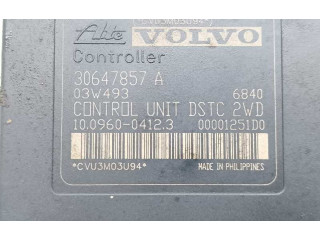 *CVU3M03U94*
Ate VOLVO
Controller
30647857 A
03W493 6840
CONTROL UNIT DSTC 2WD
10.0960-0412.3 00001251D0
*CVU3M03U94*
MADE IN
PHILIPPINES